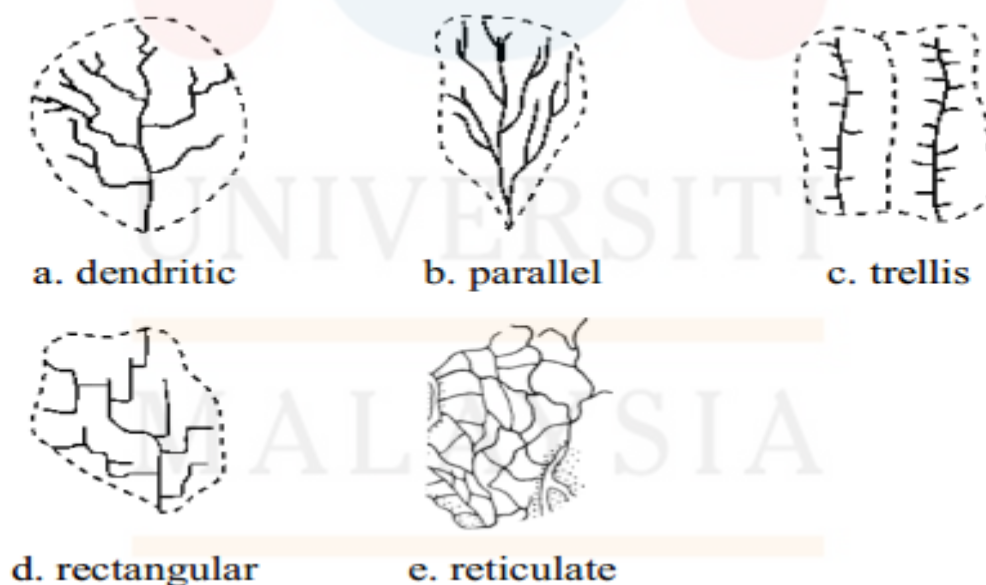 UNIVERSITI
a. dendritic
b. parallel
c. trellis
MALAYSIA
d. rectangular
e. reticulate